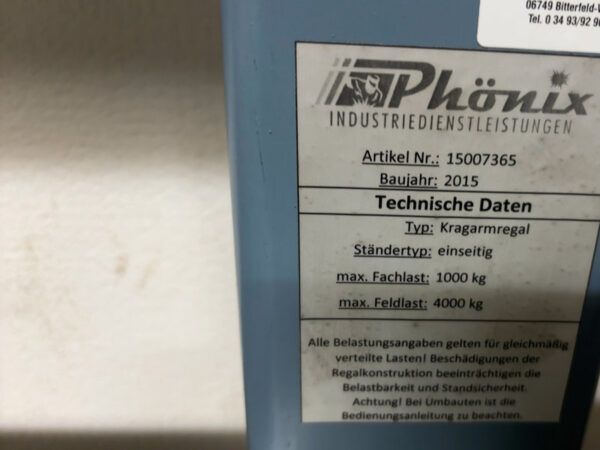 06749 Bitterfeld-
Tel. 0 34 93/92
Phönix
INDUSTRIEDIENSTLEISTUNGEN
Artikel Nr.: 15007365
Baujahr: 2015
Technische Daten
Typ: Kragarmregal
Ständertyp: einseitig
max. Fachlast: 1000 kg
max. Feldlast: 4000 kg
Alle Belastungsangaben gelten für gleichmäßig
verteilte Lasten! Beschädigungen der
Regalkonstruktion beeinträchtigen die
Belastbarkeit und Standsicherheit.
Achtung! Bei Umbauten ist die
Bedienungsanleitung zu beachten.